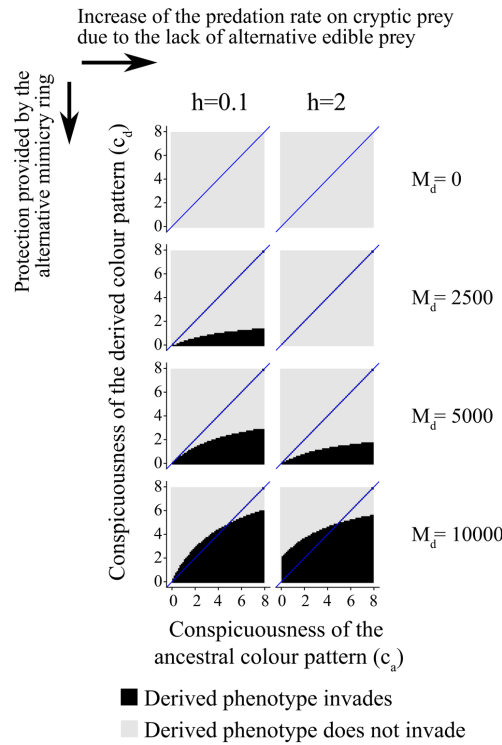 Increase of the predation rate on cryptic prey
due to the lack of alternative edible prey
Protection provided by the
alternative mimicry ring
h=0.1
h=2
Conspicuousness of the derived colour pattern (c_d)
8
6
4
2
0
M_d= 0
8
6
4
2
0
M_d= 2500
8
6
4
2
0
M_d= 5000
8
6
4
2
0
M_d= 10000
0 2 4 6 8 0 2 4 6 8
Conspicuousness of the
ancestral colour pattern (c_a)
Derived phenotype invades
Derived phenotype does not invade